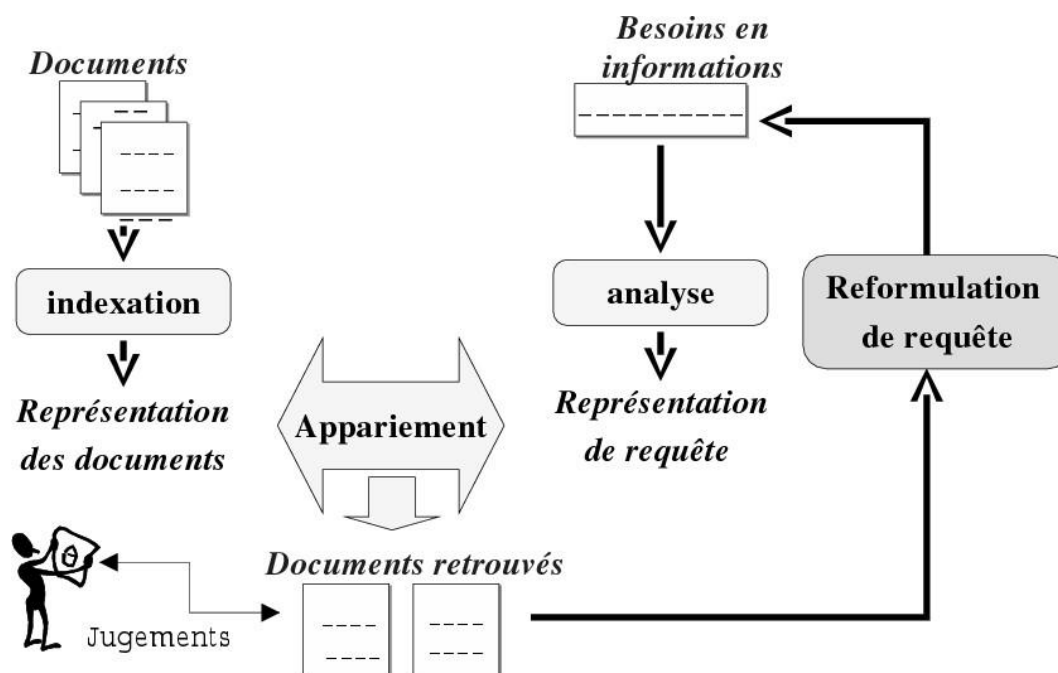 Documents
Besoins en
informations
indexation
analyse
Reformulation
de requête
Représentation
des documents
Appariement
Représentation
de requête
Documents retrouvés
Jugements